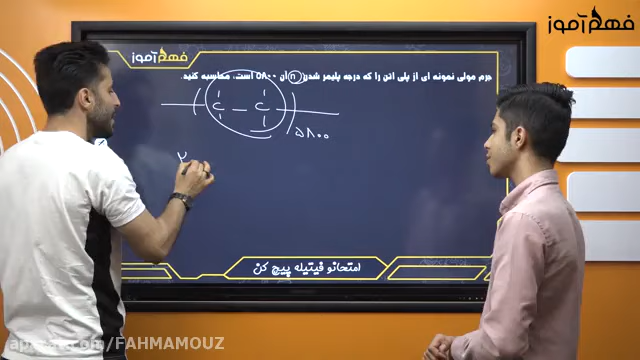 فهم آموز
فهم آموز
جرم مولی نمونه ای از پلی اتن را که درجه پلیمر شدن n آن ۵۸۰۰ است، محاسبه کنید.
( C - C ) ۵۸۰۰
۲
امتحانو فیتیله پیچ کن
aparat.com/FAHMAMOUZ